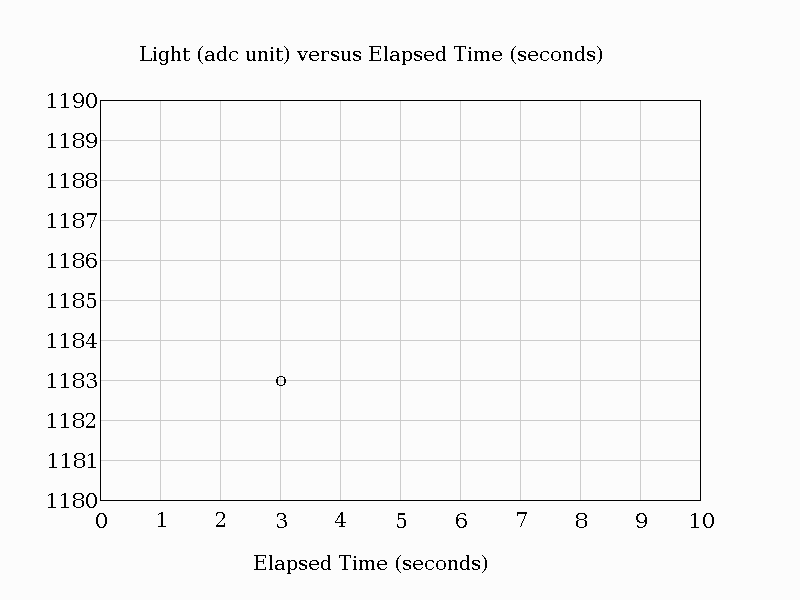 Light (adc unit) versus Elapsed Time (seconds)
1190
1189
1188
1187
1186
1185
1184
1183
o
1182
1181
1180
0 1 2 3 4 5 6 7 8 9 10
Elapsed Time (seconds)